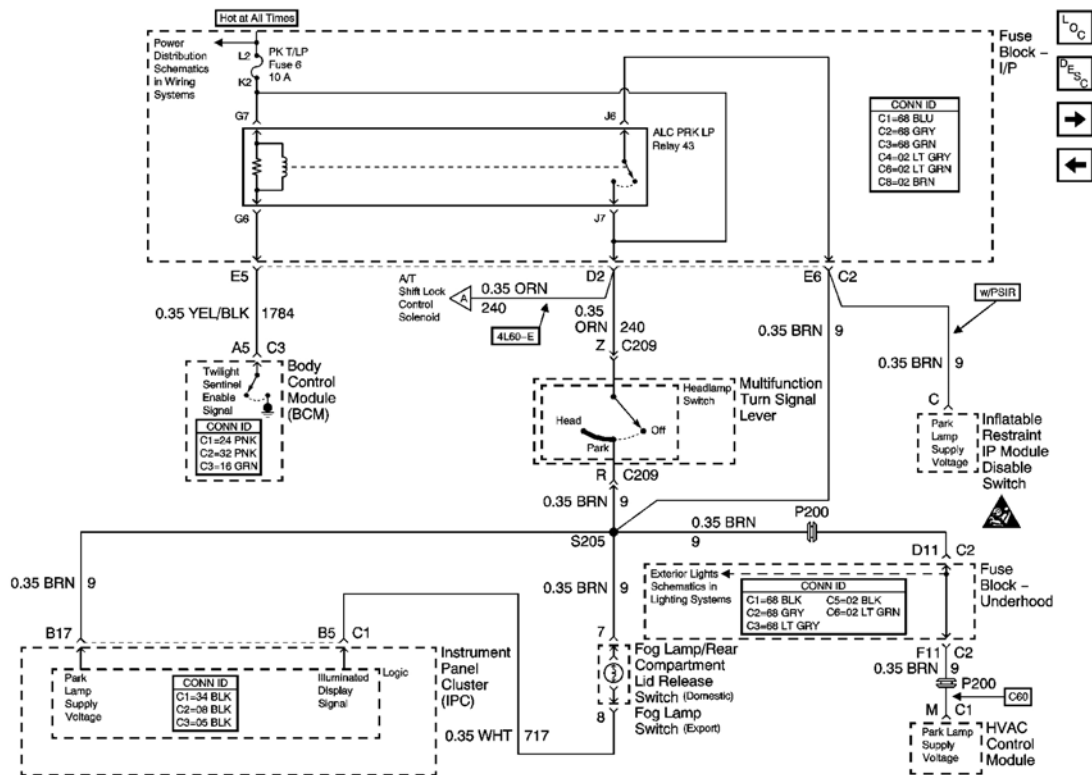 Hot at All Times
Power
Distribution
Schematics
in Wiring
Systems
L2
PK T/LP
Fuse 6
10 A
K2
Fuse
Block –
I/P
L
O
C
D
E
S
C
G7
J6
ALC PRK LP
Relay 43
CONN ID
C1=68 BLU
C2=68 GRY
C3=68 GRN
C4=02 LT GRY
C6=02 LT GRN
C8=02 BRN
G6
J7
E5
A/T
Shift Lock
Control
Solenoid
A
0.35 ORN
240
D2
E6
C2
w/PSIR
4L60-E
0.35 YEL/BLK
1784
0.35
ORN
240
0.35 BRN
9
0.35 BRN
9
A5
C3
Z
C209
Twilight
Sentinel
Enable
Signal
Body
Control
Module
(BCM)
CONN ID
C1=24 PNK
C2=32 PNK
C3=16 GRN
Headlamp
Switch
Head
Park
Off
Multifunction
Turn Signal
Lever
C
Park
Lamp
Supply
Voltage
Inflatable
Restraint
IP Module
Disable
Switch
R
C209
0.35 BRN
9
S205
0.35 BRN
9
P200
D11
C2
0.35 BRN
9
0.35 BRN
9
Exterior Lights
Schematics in
Lighting Systems
CONN ID
C1=68 BLK
C5=02 BLK
C2=68 GRY
C6=02 LT GRN
C3=68 LT GRY
Fuse
Block –
Underhood
B17
B5
C1
7
F11
C2
0.35 BRN
9
P200
C60
Instrument
Panel
Cluster
(IPC)
Park
Lamp
Supply
Voltage
CONN ID
C1=34 BLK
C2=08 BLK
C3=05 BLK
Illuminated
Display
Signal
Logic
Fog Lamp/Rear
Compartment
Lid Release
Switch (Domestic)
8
Fog Lamp
Switch (Export)
0.35 WHT
717
M
C1
Park Lamp
Supply
Voltage
HVAC
Control
Module